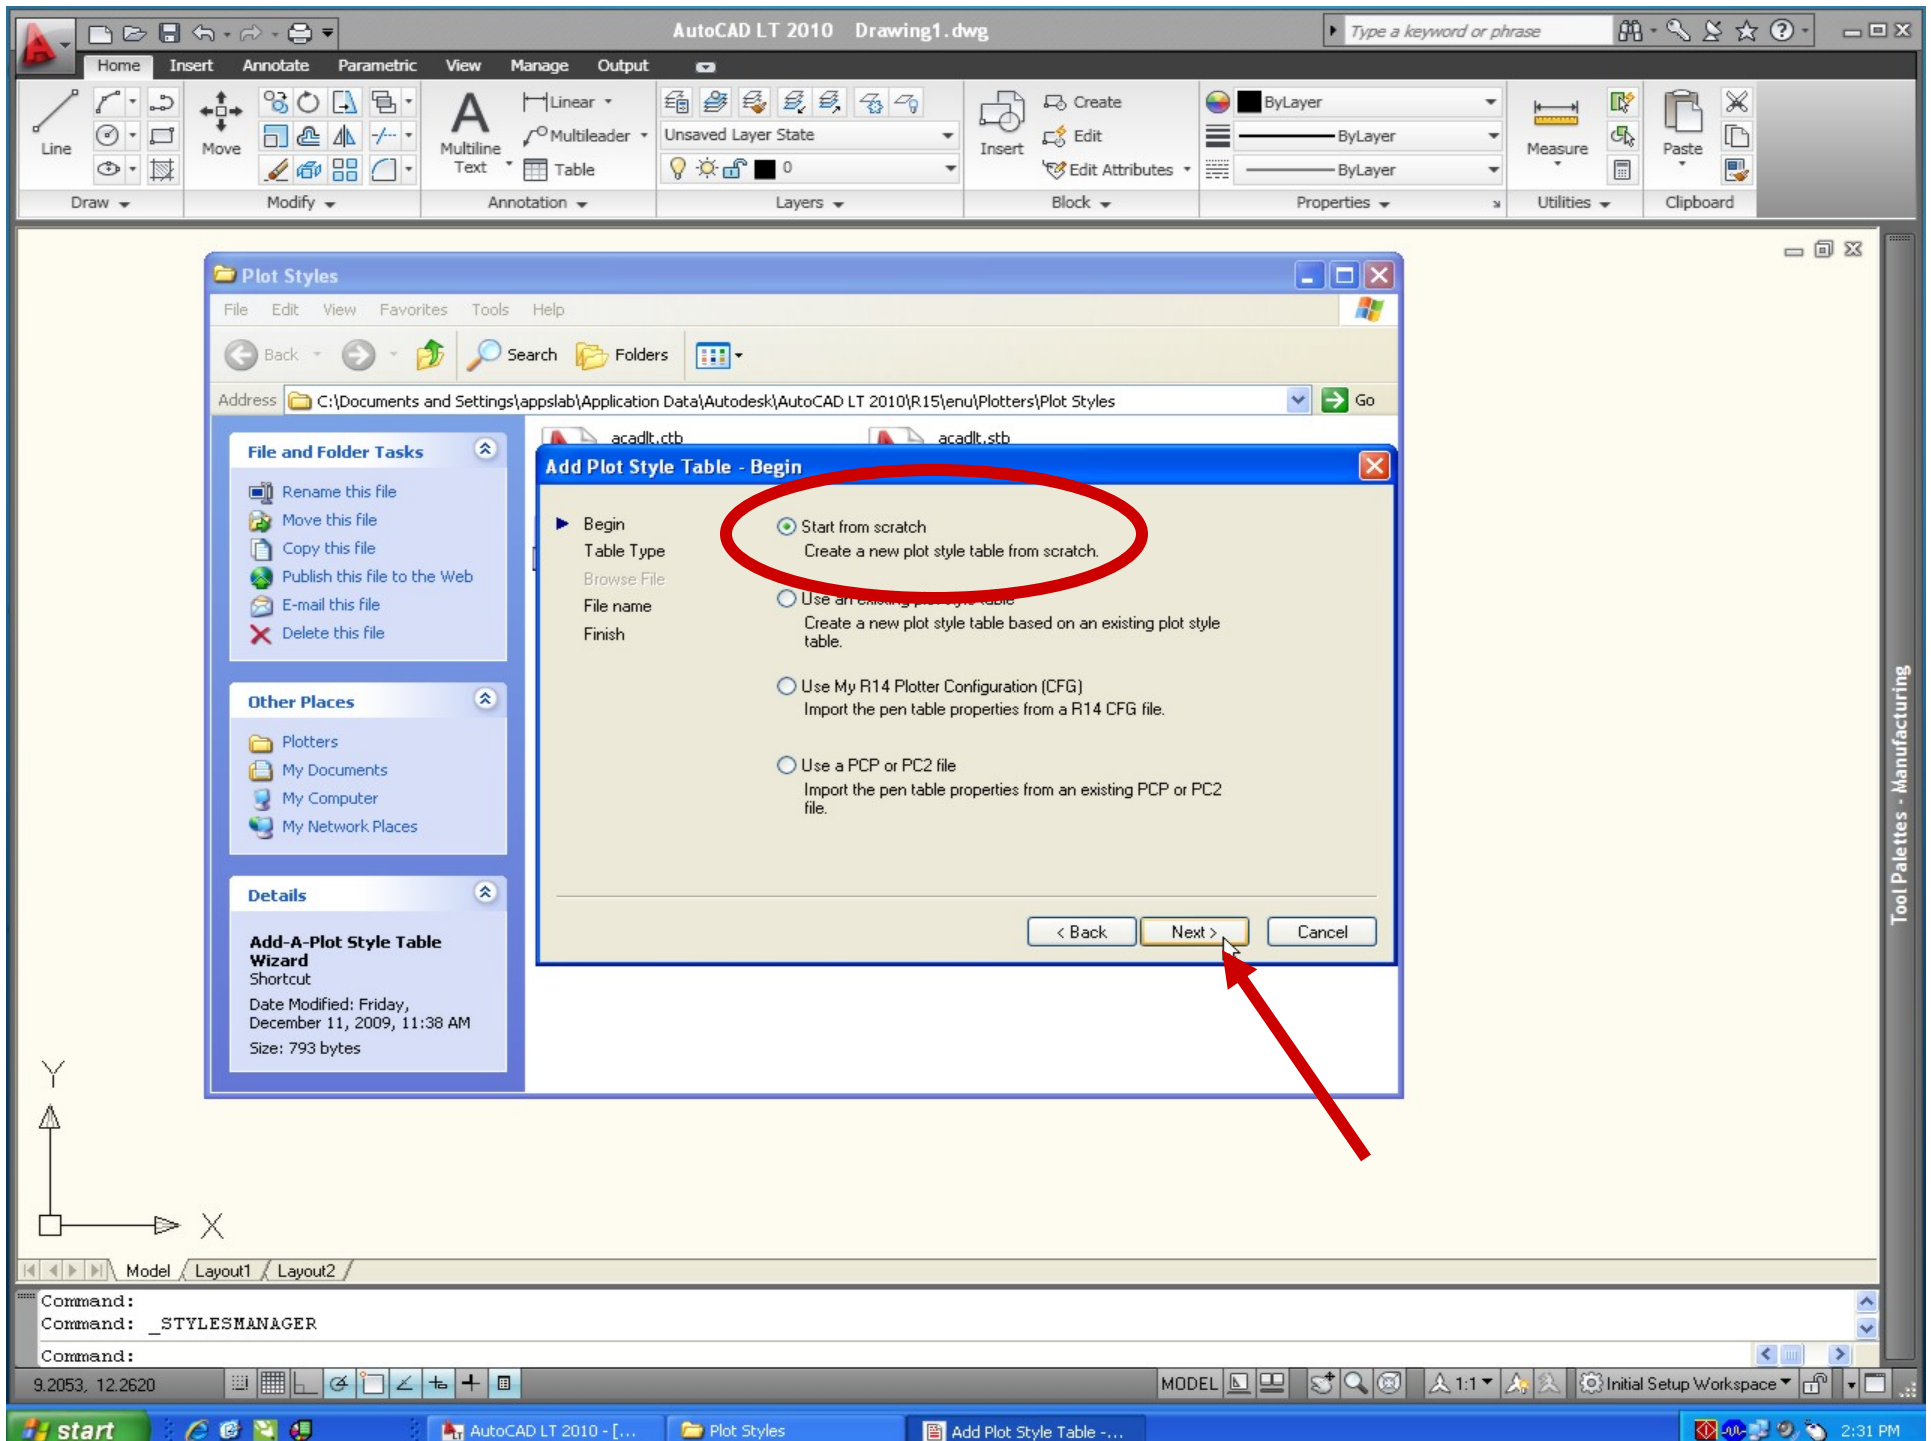 AutoCAD LT 2010 Drawing1.dwg
Type a keyword or phrase
Home Insert Annotate Parametric View Manage Output
Line
Move
Multiline
Text
Linear
Multileader
Table
Unsaved Layer State
0
Insert
Create
Edit
Edit Attributes
ByLayer
ByLayer
ByLayer
Measure
Paste
Draw Modify Annotation Layers Block Properties Utilities Clipboard
Plot Styles
File Edit View Favorites Tools Help
Back Search Folders
Address C:\Documents and Settings\appslab\Application Data\Autodesk\AutoCAD LT 2010\R15\enu\Plotters\Plot Styles Go
acadlt.ctb acadlt.stb
File and Folder Tasks
Rename this file
Move this file
Copy this file
Publish this file to the Web
E-mail this file
Delete this file
Other Places
Plotters
My Documents
My Computer
My Network Places
Details
Add-A-Plot Style Table
Wizard
Shortcut
Date Modified: Friday,
December 11, 2009, 11:38 AM
Size: 793 bytes
Add Plot Style Table - Begin
Begin
Table Type
Browse File
File name
Finish
Start from scratch
Create a new plot style table from scratch.
Use an existing plot style table
Create a new plot style table based on an existing plot style
table.
Use My R14 Plotter Configuration (CFG)
Import the pen table properties from a R14 CFG file.
Use a PCP or PC2 file
Import the pen table properties from an existing PCP or PC2
file.
< Back Next > Cancel
Tool Palettes - Manufacturing
Y
X
Model Layout1 Layout2
Command:
Command: _STYLESMANAGER
Command:
9.2053, 12.2620
MODEL 1:1 Initial Setup Workspace
start AutoCAD LT 2010 - [... Plot Styles Add Plot Style Table -... 2:31 PM